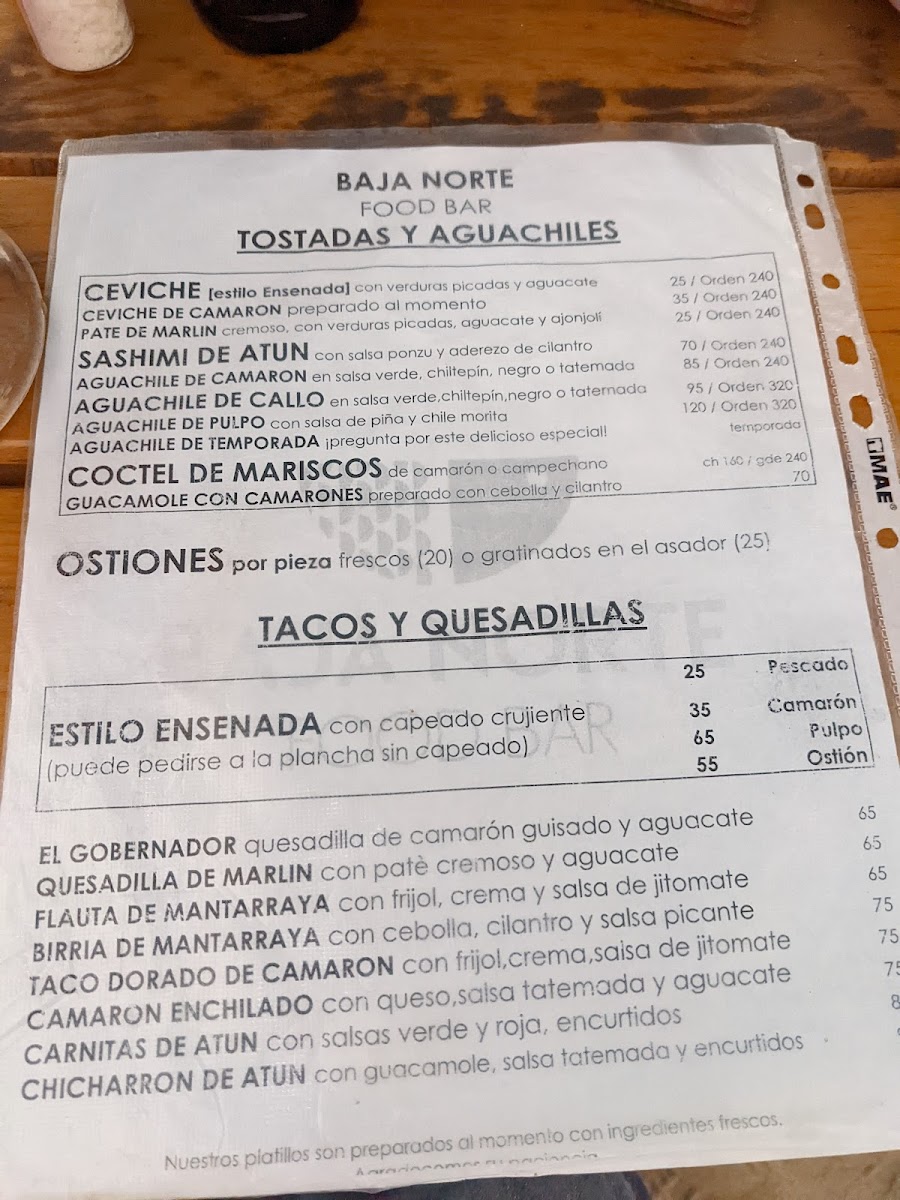 BAJA NORTE
FOOD BAR
TOSTADAS Y AGUACHILES
CEVICHE [estilo Ensenada] con verduras picadas y aguacate 25 / Orden 240
CEVICHE DE CAMARON preparado al momento 35 / Orden 240
PATE DE MARLIN cremoso, con verduras picadas, aguacate y ajonjolí 25 / Orden 240
SASHIMI DE ATUN con salsa ponzu y aderezo de cilantro 70 / Orden 240
AGUACHILE DE CAMARON en salsa verde, chiltepín, negro o tatemada 85 / Orden 240
AGUACHILE DE CALLO en salsa verde,chiltepín,negro o tatemada 95 / Orden 320
AGUACHILE DE PULPO con salsa de piña y chile morita 120 / Orden 320
AGUACHILE DE TEMPORADA ¡pregunta por este delicioso especial! temporada
COCTEL DE MARISCOS de camarón o campechano ch 160 / gde 240
GUACAMOLE CON CAMARONES preparado con cebolla y cilantro 70
OSTIONES por pieza frescos (20) o gratinados en el asador (25)
TACOS Y QUESADILLAS
25 Pescado
ESTILO ENSENADA con capeado crujiente 35 Camarón
(puede pedirse a la plancha sin capeado) 65 Pulpo
55 Ostión
EL GOBERNADOR quesadilla de camarón guisado y aguacate 65
QUESADILLA DE MARLIN con patè cremoso y aguacate 65
FLAUTA DE MANTARRAYA con frijol, crema y salsa de jitomate 65
BIRRIA DE MANTARRAYA con cebolla, cilantro y salsa picante 75
TACO DORADO DE CAMARON con frijol,crema,salsa de jitomate 75
CAMARON ENCHILADO con queso,salsa tatemada y aguacate 75
CARNITAS DE ATUN con salsas verde y roja, encurtidos
CHICHARRON DE ATUN con guacamole, salsa tatemada y encurtidos
Nuestros platillos son preparados al momento con ingredientes frescos.
MAE
BAJA NORTE
FOOD BAR